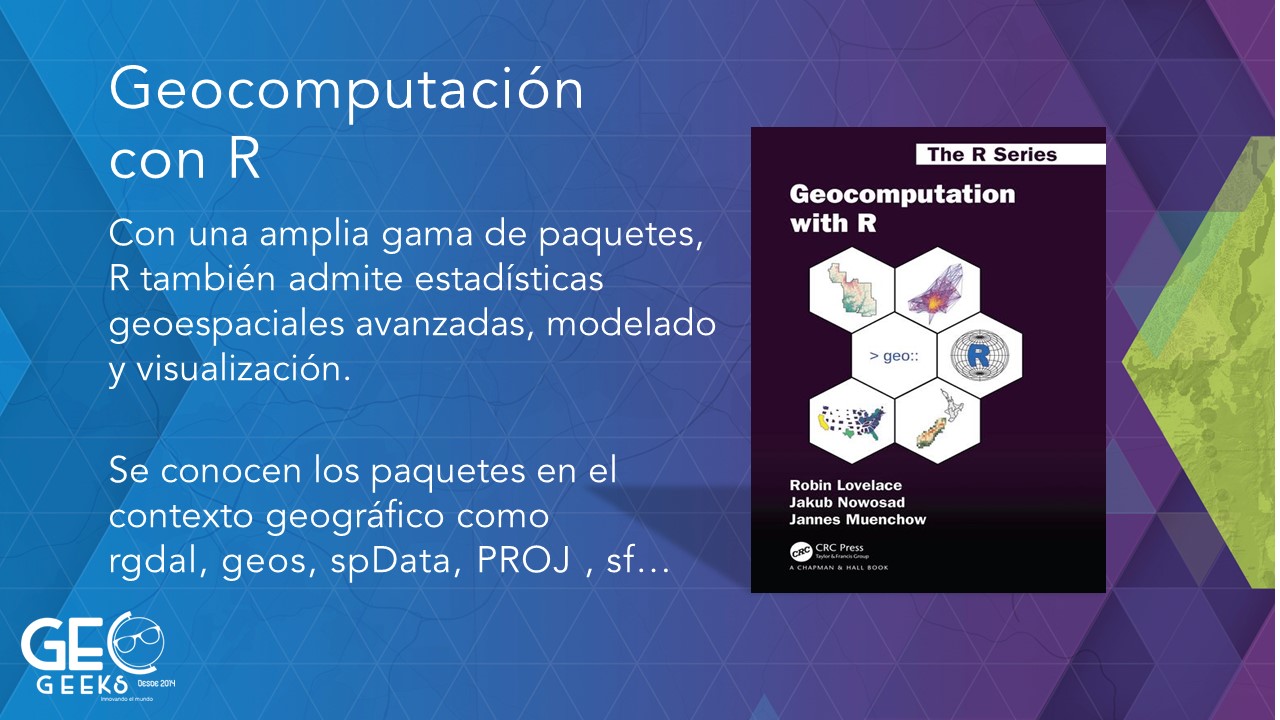 Geocomputación
con R
Con una amplia gama de paquetes,
R también admite estadísticas
geoespaciales avanzadas, modelado
y visualización.
Se conocen los paquetes en el
contexto geográfico como
rgdal, geos, spData, PROJ , sf...
The R Series
Geocomputation
with R
> geo::
R
Robin Lovelace
Jakub Nowosad
Jannes Muenchow
CRC
CRC Press
Taylor & Francis Group
A CHAPMAN & HALL BOOK
GEO
GEEKS Desde 2014
Innovando el mundo